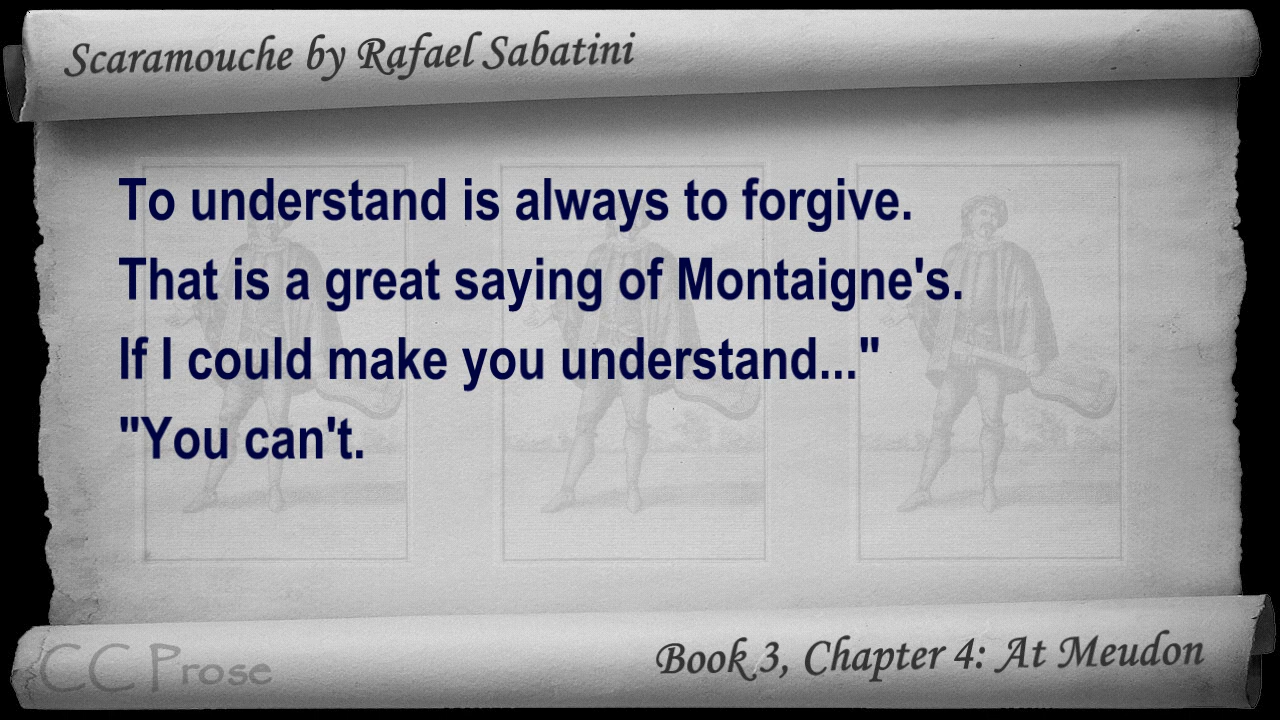 Scaramouche by Rafael Sabatini
To understand is always to forgive.
That is a great saying of Montaigne's.
If I could make you understand..."
"You can't.
CC Prose
Book 3, Chapter 4: At Meudon